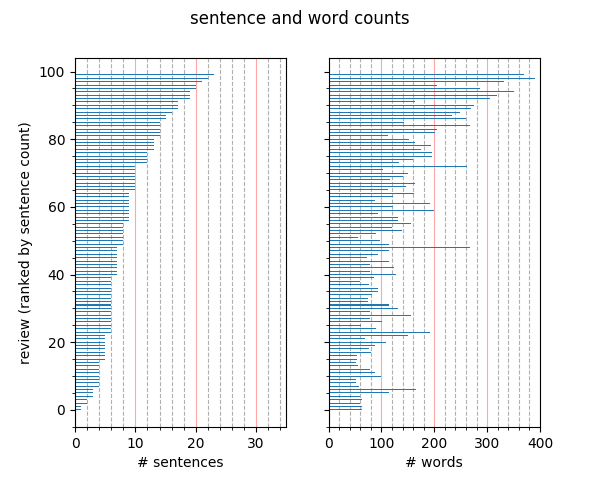 sentence and word counts
review (ranked by sentence count)
100
80
60
40
20
0
0 10 20 30
# sentences
0 100 200 300 400
# words